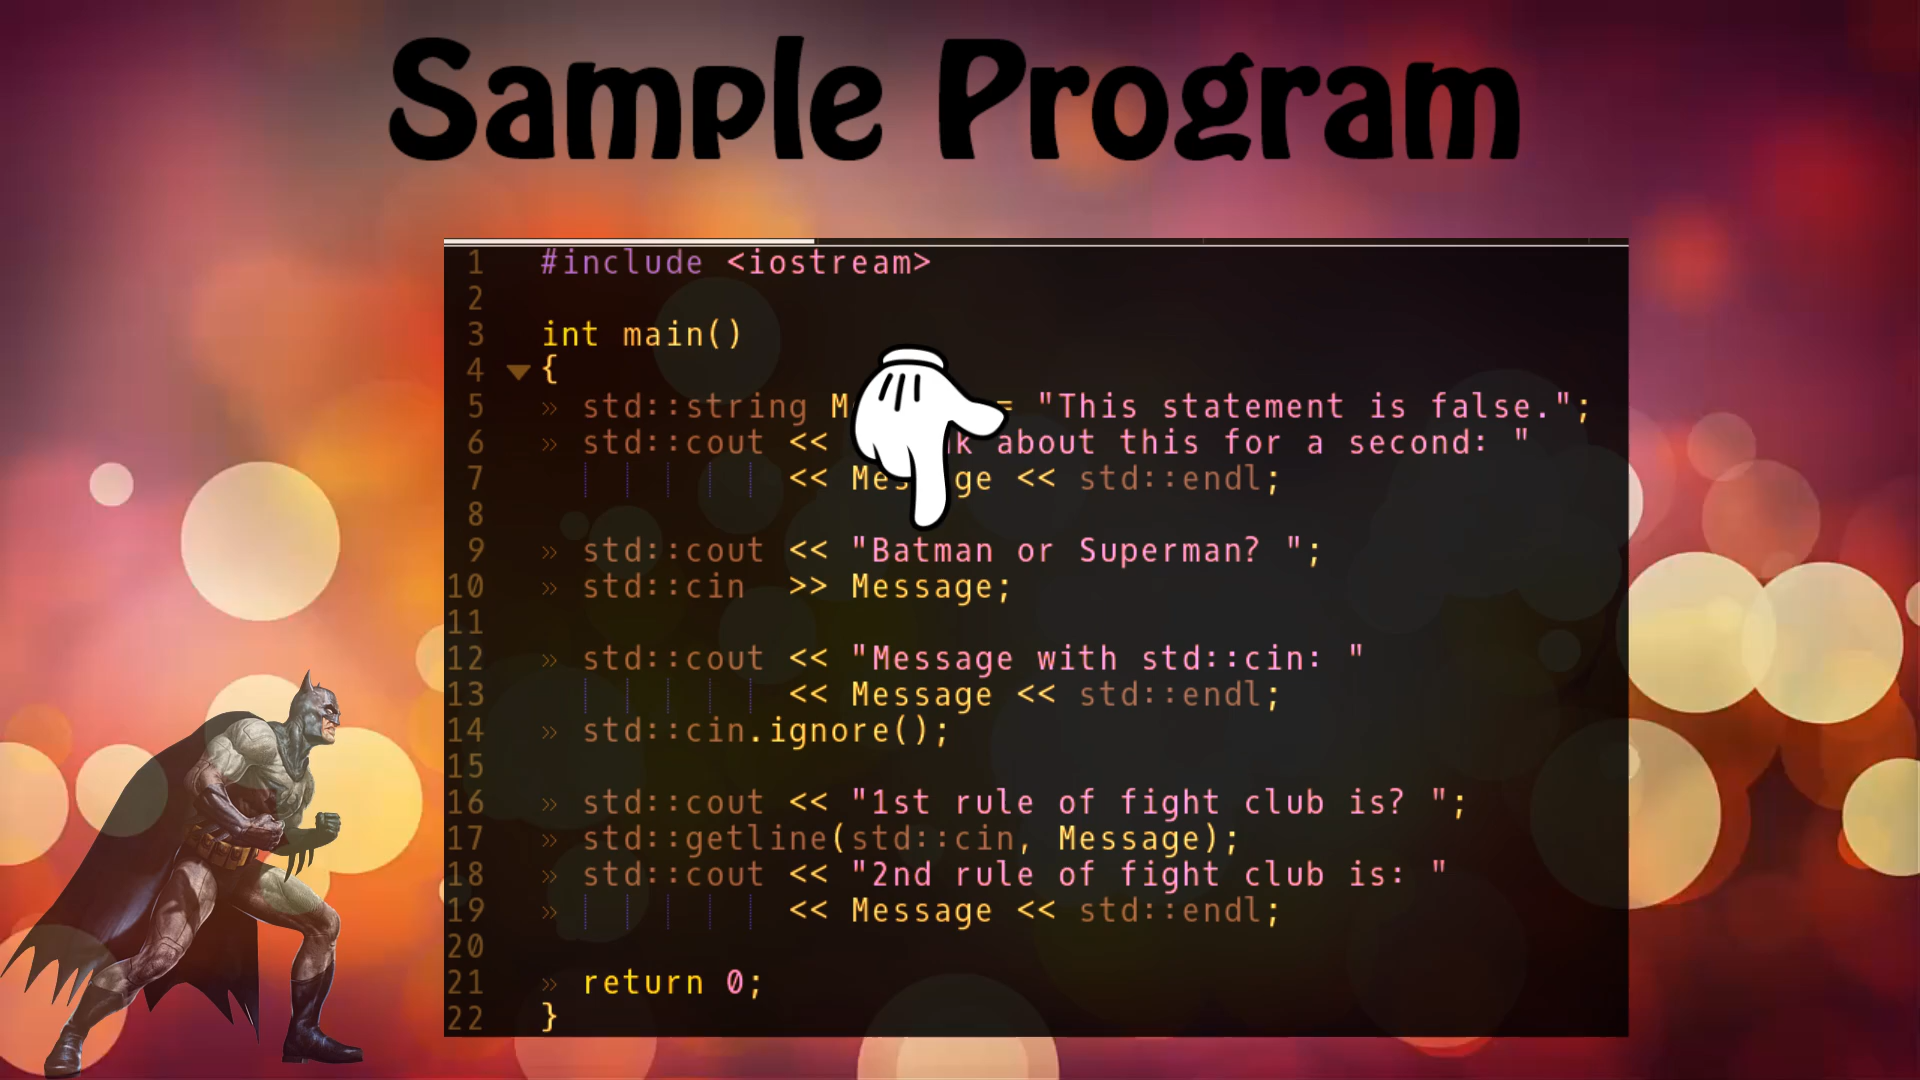 Sample Program
1 #include <iostream>
2
3 int main()
4 {
5 » std::string = "This statement is false.";
6 » std::cout << about this for a second: "
7 << Message << std::endl;
8
9 » std::cout << "Batman or Superman? ";
10 » std::cin >> Message;
11
12 » std::cout << "Message with std::cin: "
13 << Message << std::endl;
14 » std::cin.ignore();
15
16 » std::cout << "1st rule of fight club is? ";
17 » std::getline(std::cin, Message);
18 » std::cout << "2nd rule of fight club is: "
19 » << Message << std::endl;
20
21 » return 0;
22 }